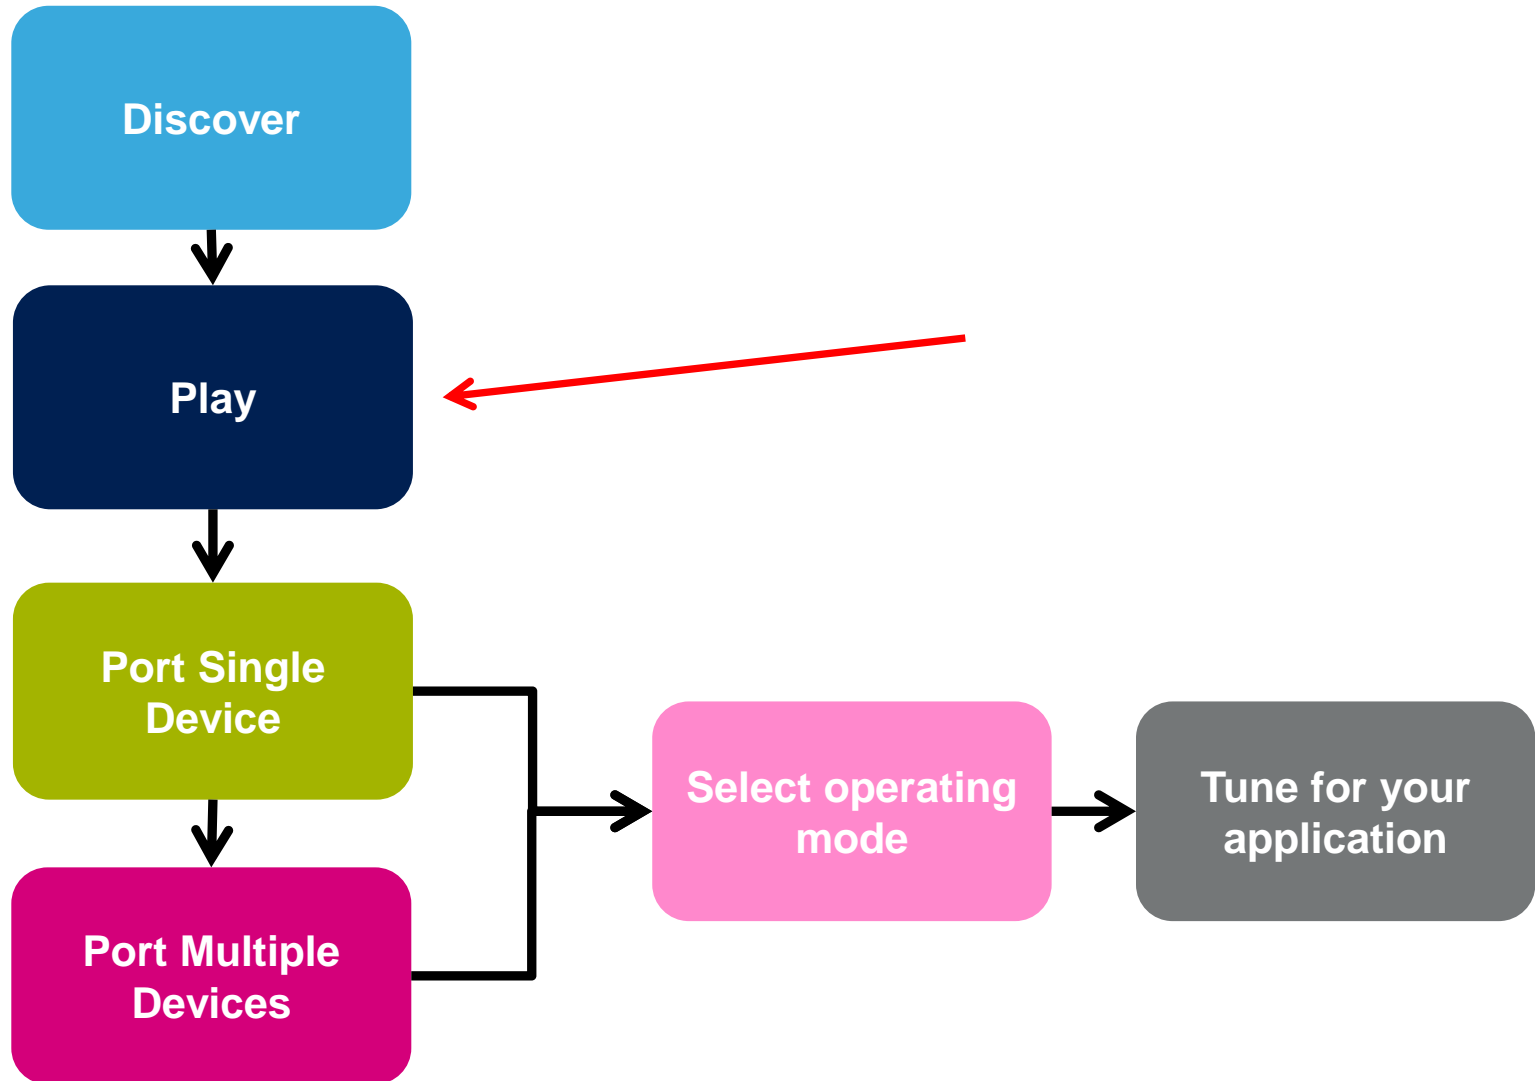 Discover
Play
Port Single
Device
Port Multiple
Devices
Select operating
mode
Tune for your
application